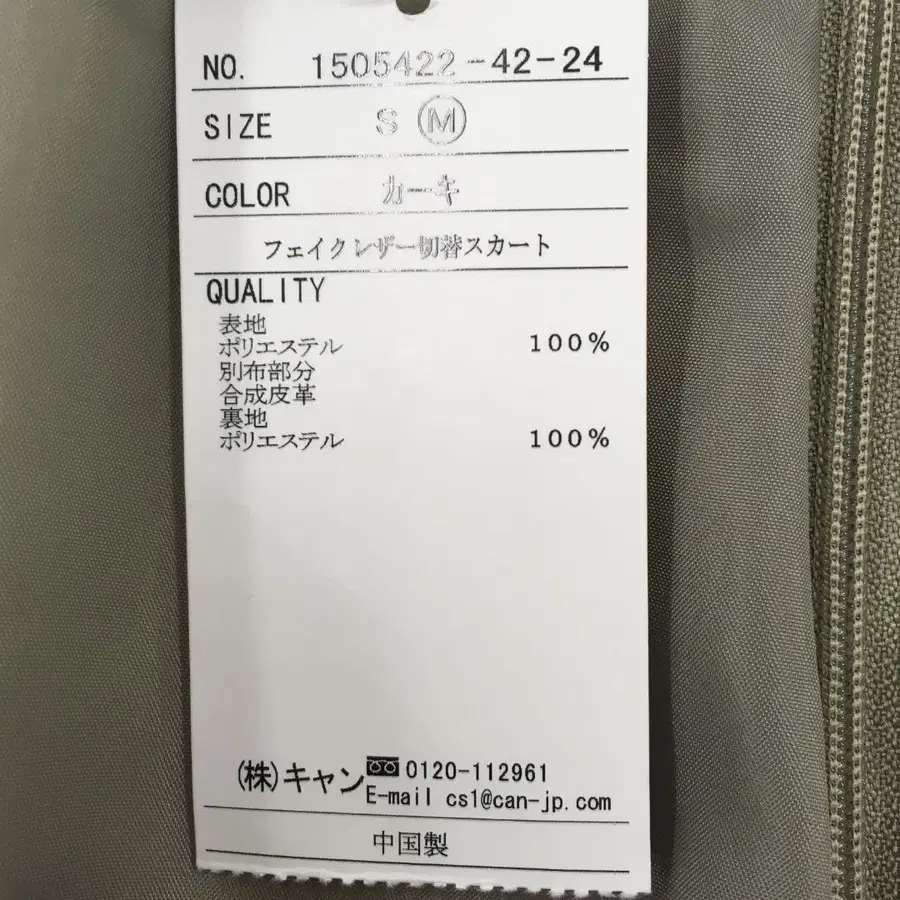 NO. 1505422-42-24
SIZE S M
COLOR カーキ
フェイクレザー切替スカート
QUALITY
表地
ポリエステル 100%
別布部分
合成皮革
裏地
ポリエステル 100%
(株)キャン 0120-112961
E-mail cs1@can-jp.com
中国製